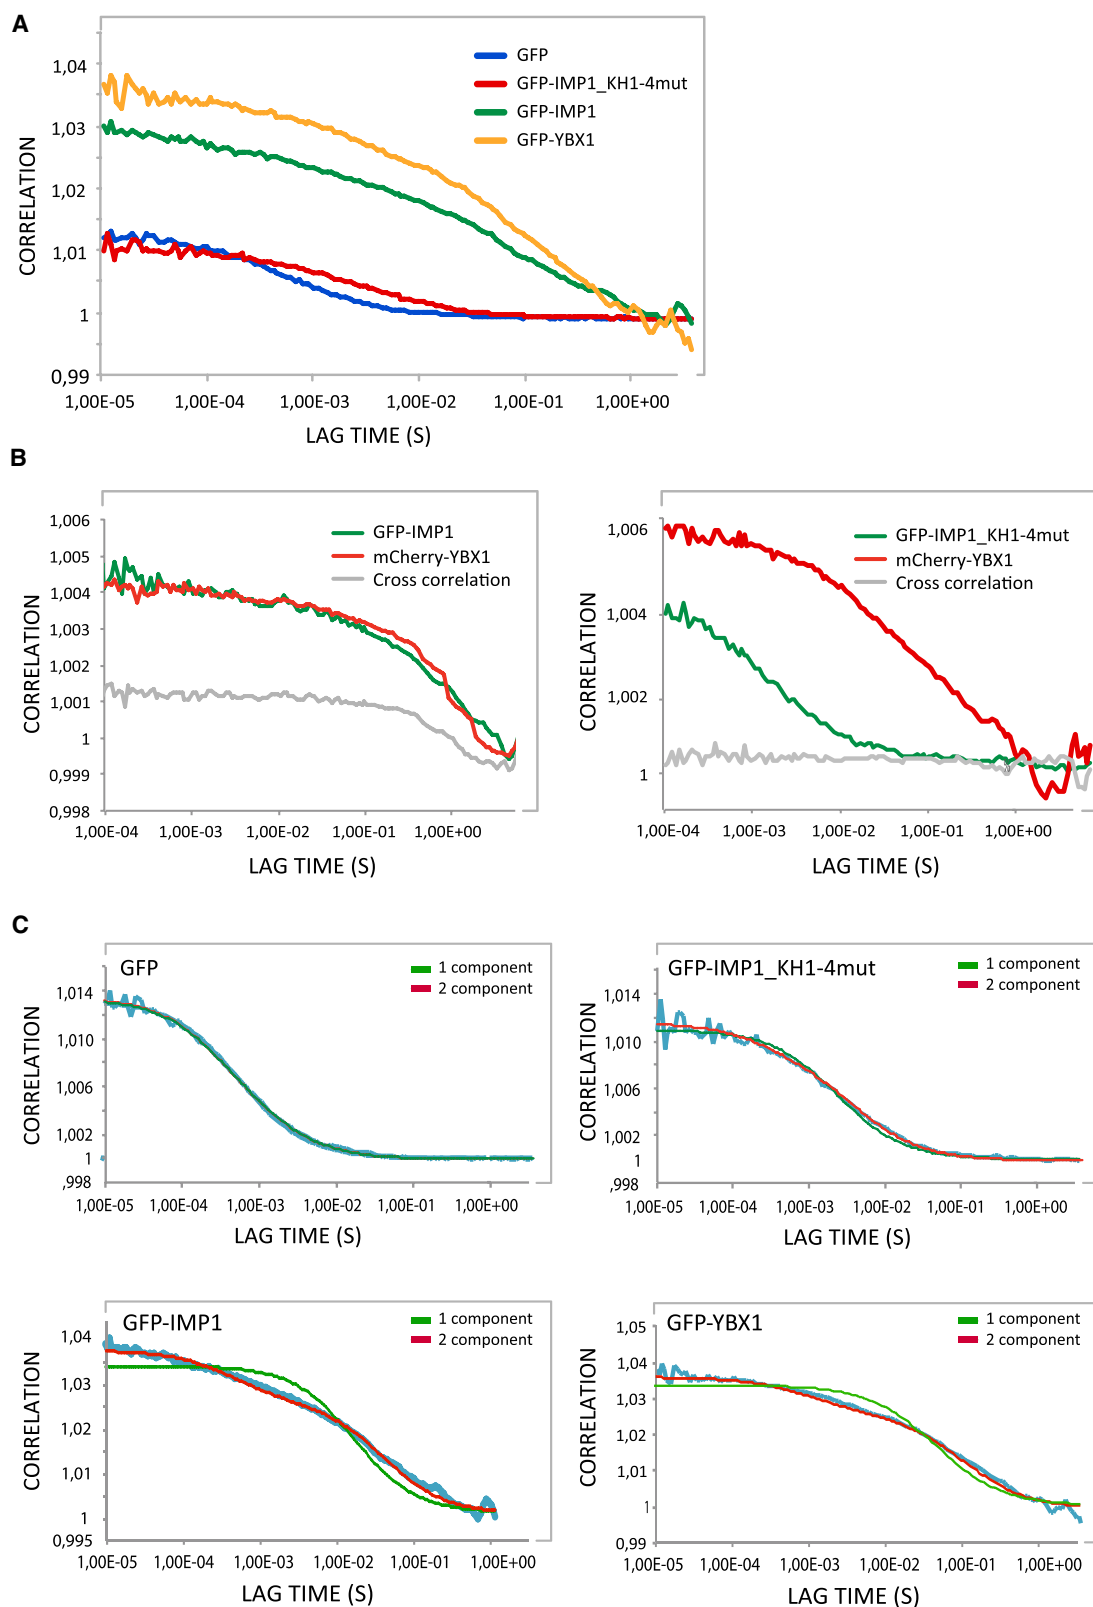 A
GFP
GFP-IMP1_KH1-4mut
GFP-IMP1
GFP-YBX1
1,04
1,03
1,02
1,01
1
0,99
CORRELATION
1,00E-05 1,00E-04 1,00E-03 1,00E-02 1,00E-01 1,00E+00
LAG TIME (S)
B
GFP-IMP1
mCherry-YBX1
Cross correlation
1,006
1,005
1,004
1,003
1,002
1,001
1
0,999
0,998
CORRELATION
1,00E-04 1,00E-03 1,00E-02 1,00E-01 1,00E+00
LAG TIME (S)
GFP-IMP1_KH1-4mut
mCherry-YBX1
Cross correlation
1,006
1,004
1,002
1
CORRELATION
1,00E-04 1,00E-03 1,00E-02 1,00E-01 1,00E+00
LAG TIME (S)
C
GFP
1 component
2 component
1,014
1,010
1,006
1,002
1
,998
CORRELATION
1,00E-05 1,00E-04 1,00E-03 1,00E-02 1,00E-01 1,00E+00
LAG TIME (S)
GFP-IMP1_KH1-4mut
1 component
2 component
1,014
1,010
1,006
1,002
1
,998
CORRELATION
1,00E-05 1,00E-04 1,00E-03 1,00E-02 1,00E-01 1,00E+00
LAG TIME (S)
GFP-IMP1
1 component
2 component
1,04
1,03
1,02
1,01
1
0,995
CORRELATION
1,00E-05 1,00E-04 1,00E-03 1,00E-02 1,00E-01 1,00E+00
LAG TIME (S)
GFP-YBX1
1 component
2 component
1,05
1,04
1,03
1,02
1,01
1
0,99
CORRELATION
1,00E-05 1,00E-04 1,00E-03 1,00E-02 1,00E-01 1,00E+00
LAG TIME (S)